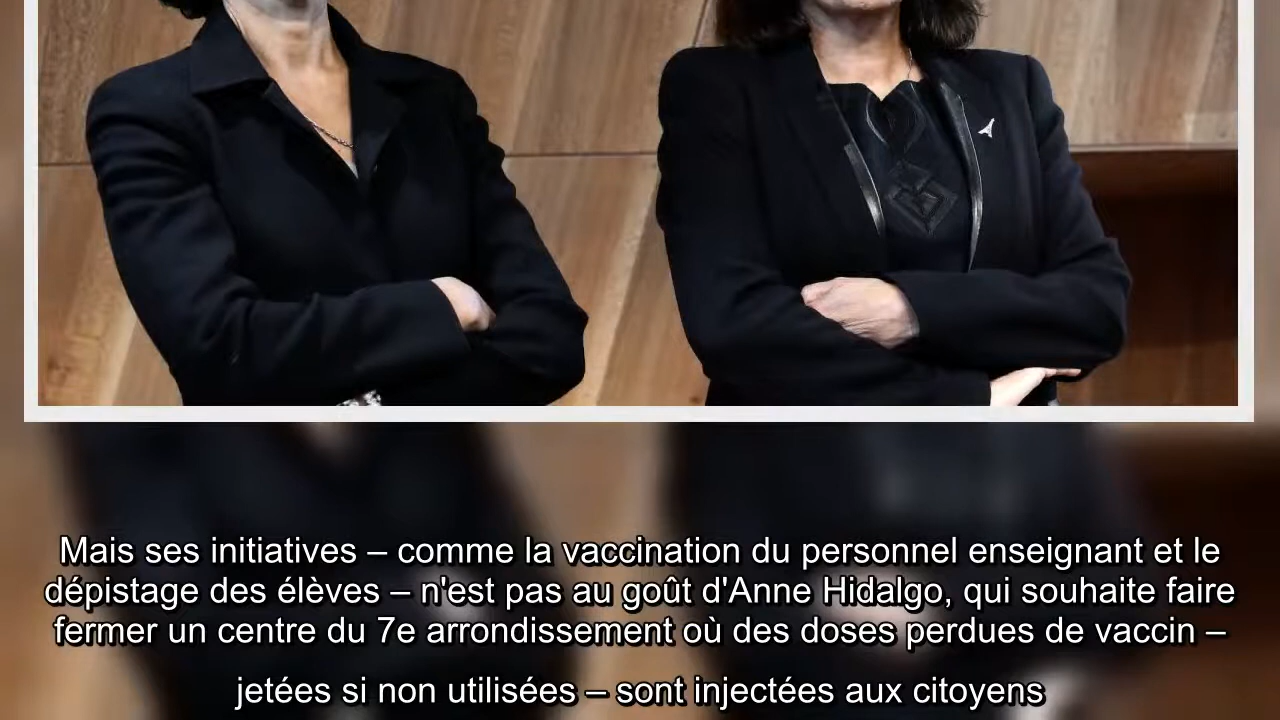 Mais ses initiatives – comme la vaccination du personnel enseignant et le
dépistage des élèves – n'est pas au goût d'Anne Hidalgo, qui souhaite faire
fermer un centre du 7e arrondissement où des doses perdues de vaccin –
jetées si non utilisées – sont injectées aux citoyens